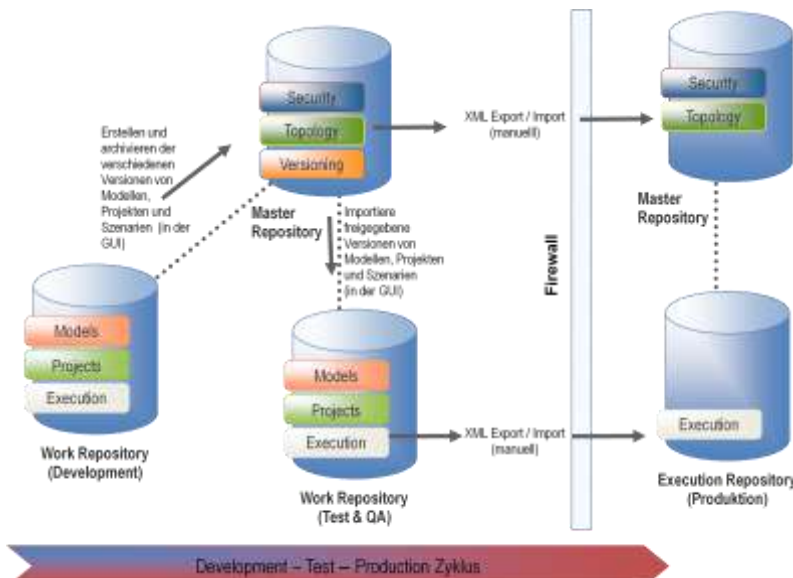 Security
Topology
Versioning
Master
Repository
Erstellen und
archivieren der
verschiedenen
Versionen von
Modellen,
Projekten und
Szenarien (in der
GUI)
Importiere
freigegebene
Versionen von
Modellen, Projekten
und Szenarien
(in der GUI)
Models
Projects
Execution
Work Repository
(Development)
Models
Projects
Execution
Work Repository
(Test & QA)
XML Export / Import
(manuell)
XML Export / Import
(manuell)
Firewall
Security
Topology
Master
Repository
Execution
Execution Repository
(Produktion)
Development – Test – Production Zyklus